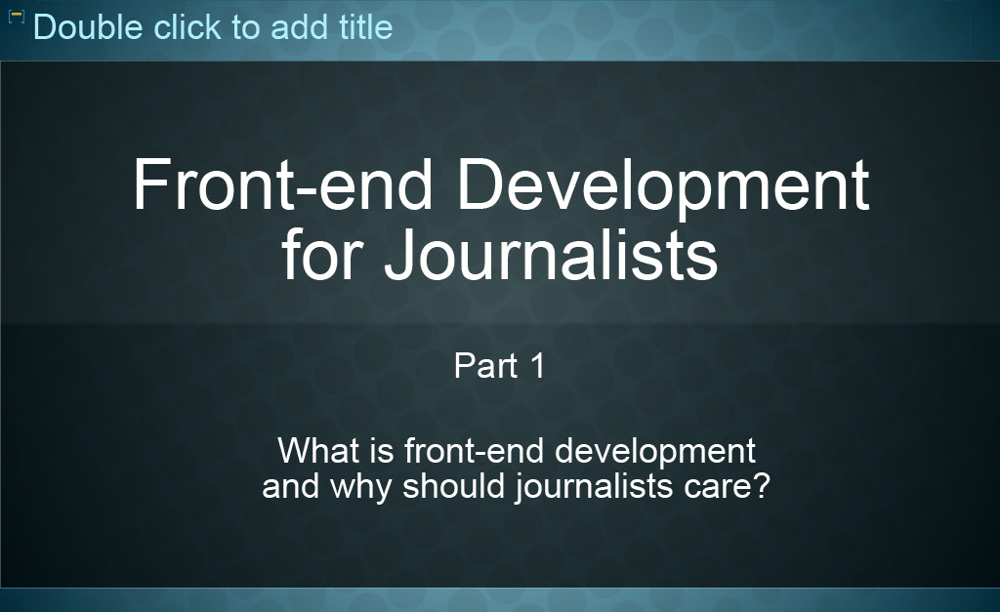 Double click to add title
Front-end Development
for Journalists
Part 1
What is front-end development
and why should journalists care?